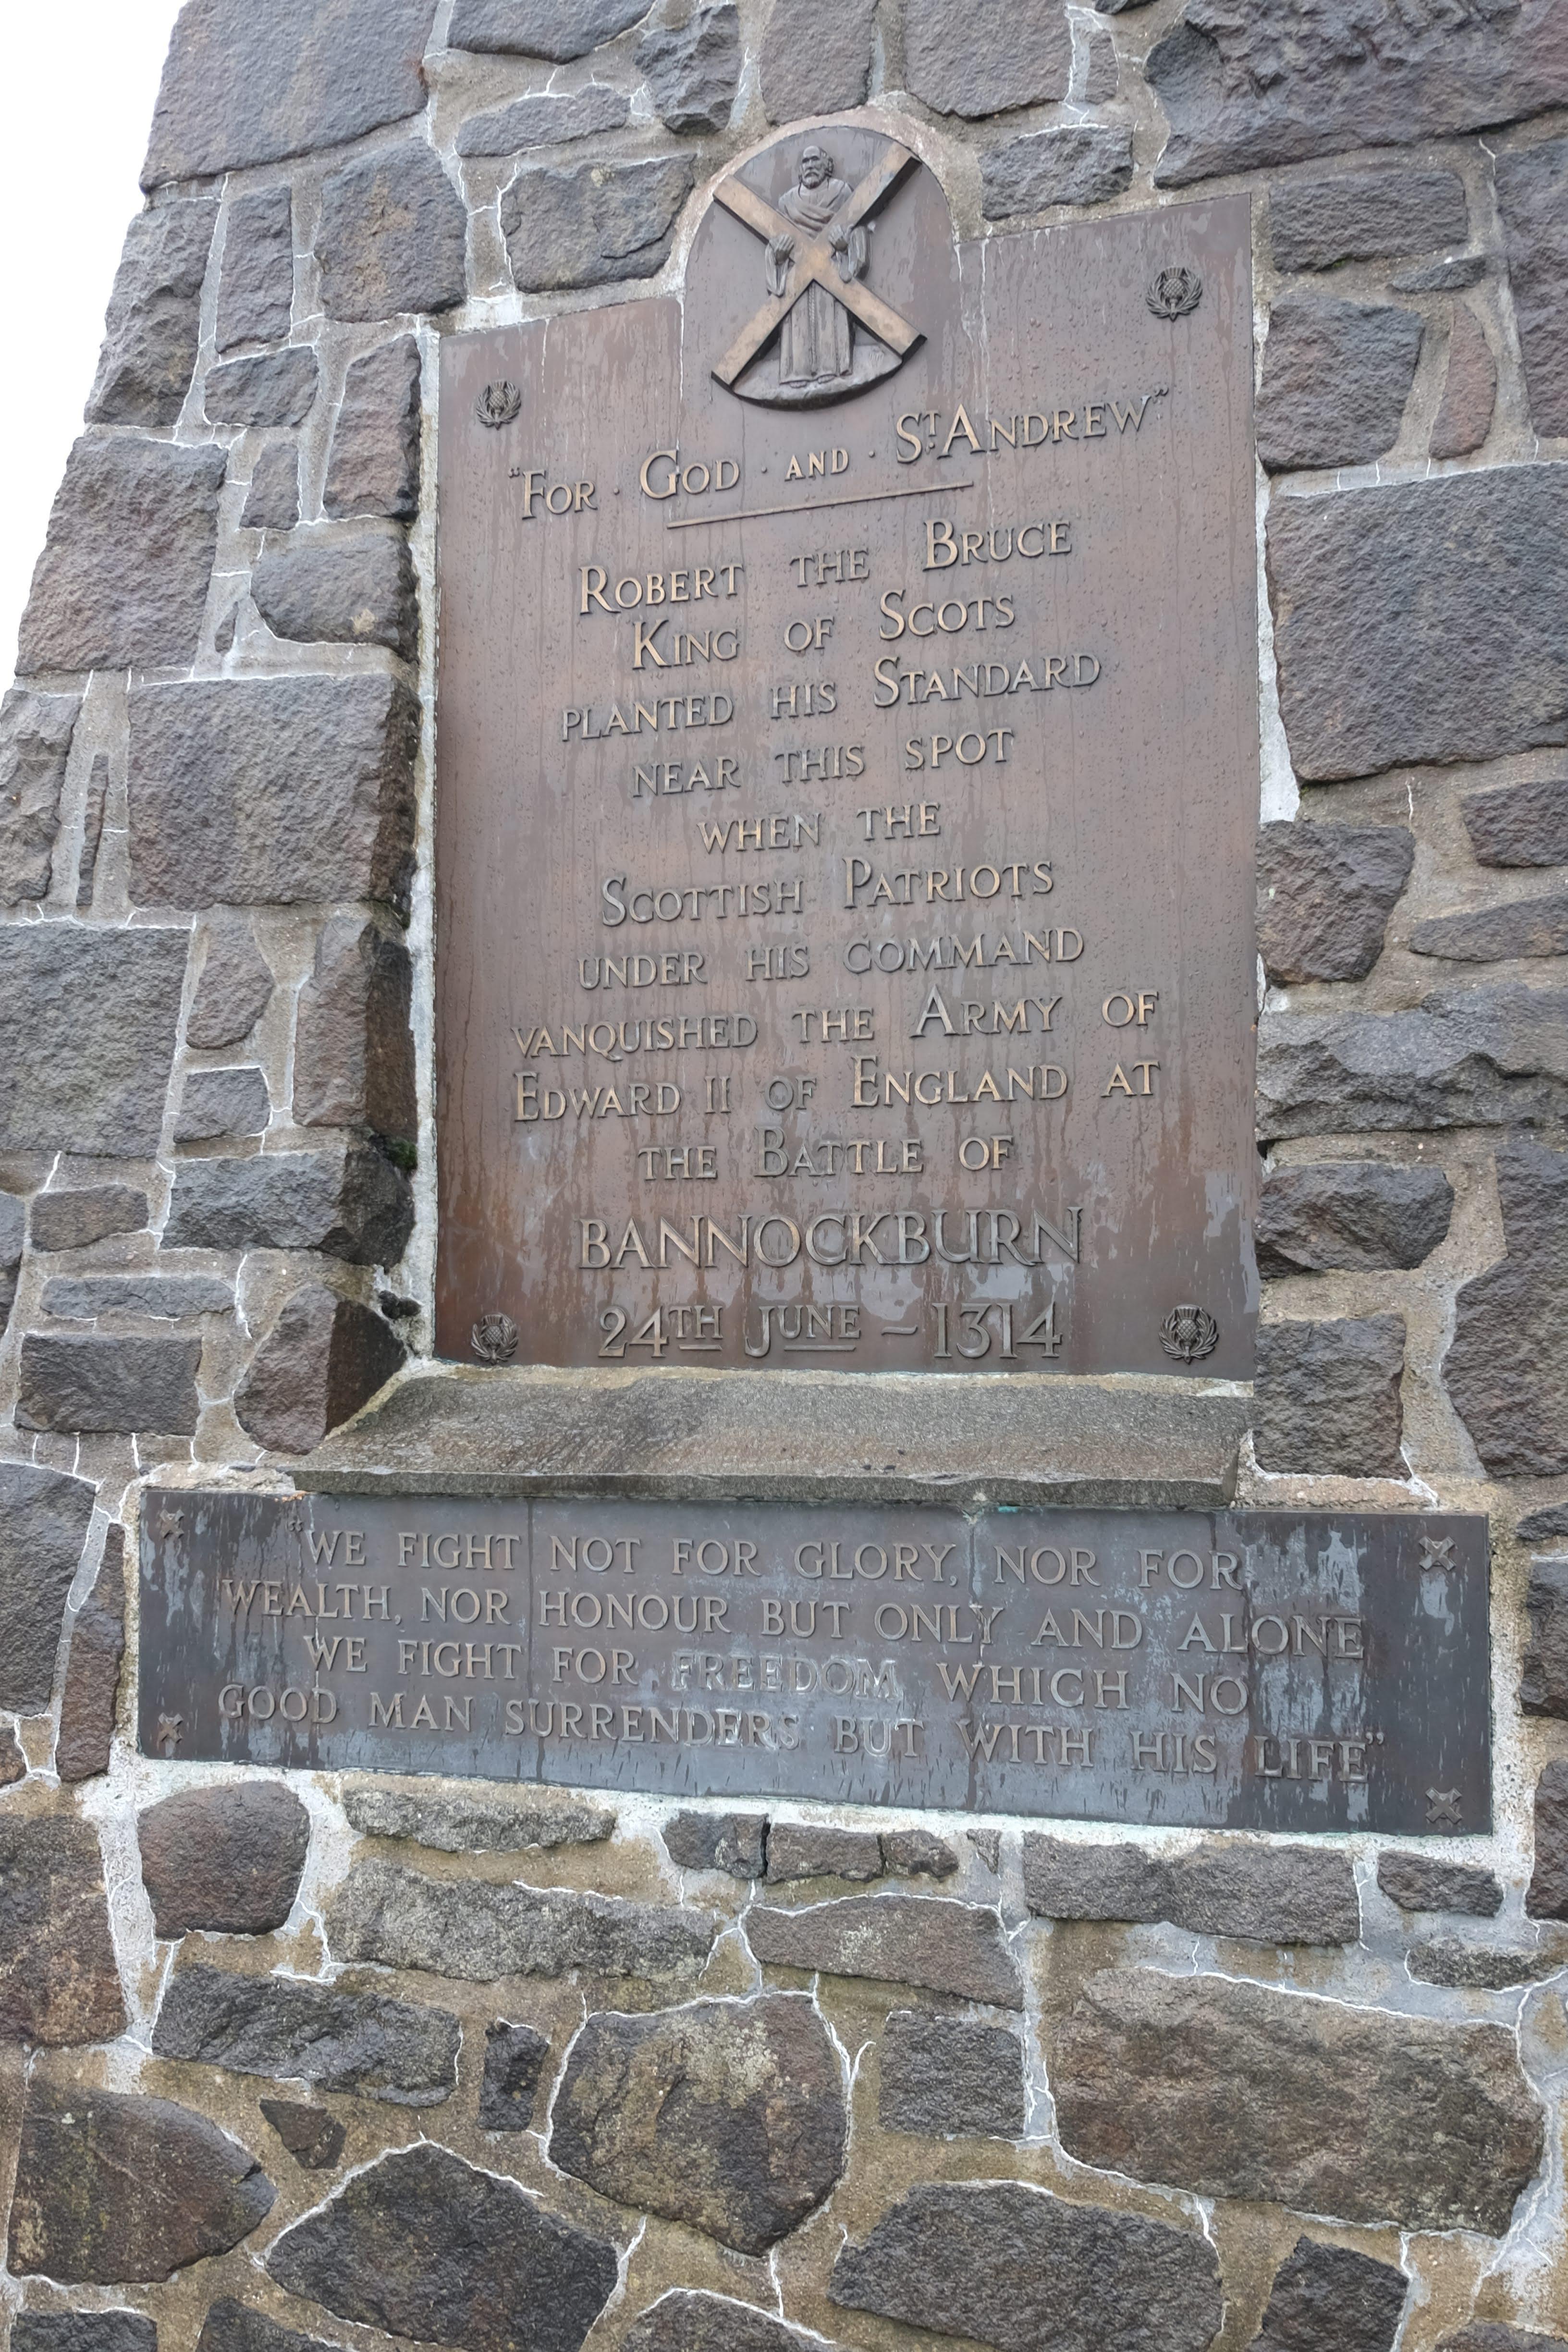 "For · God · and · St. Andrew"
Robert the Bruce
King of Scots
planted his Standard
near this spot
when the
Scottish Patriots
under his command
vanquished the Army of
Edward II of England at
the Battle of
BANNOCKBURN
24TH June – 1314
"WE FIGHT NOT FOR GLORY, NOR FOR
WEALTH, NOR HONOUR BUT ONLY AND ALONE
WE FIGHT FOR FREEDOM WHICH NO
GOOD MAN SURRENDERS BUT WITH HIS LIFE"